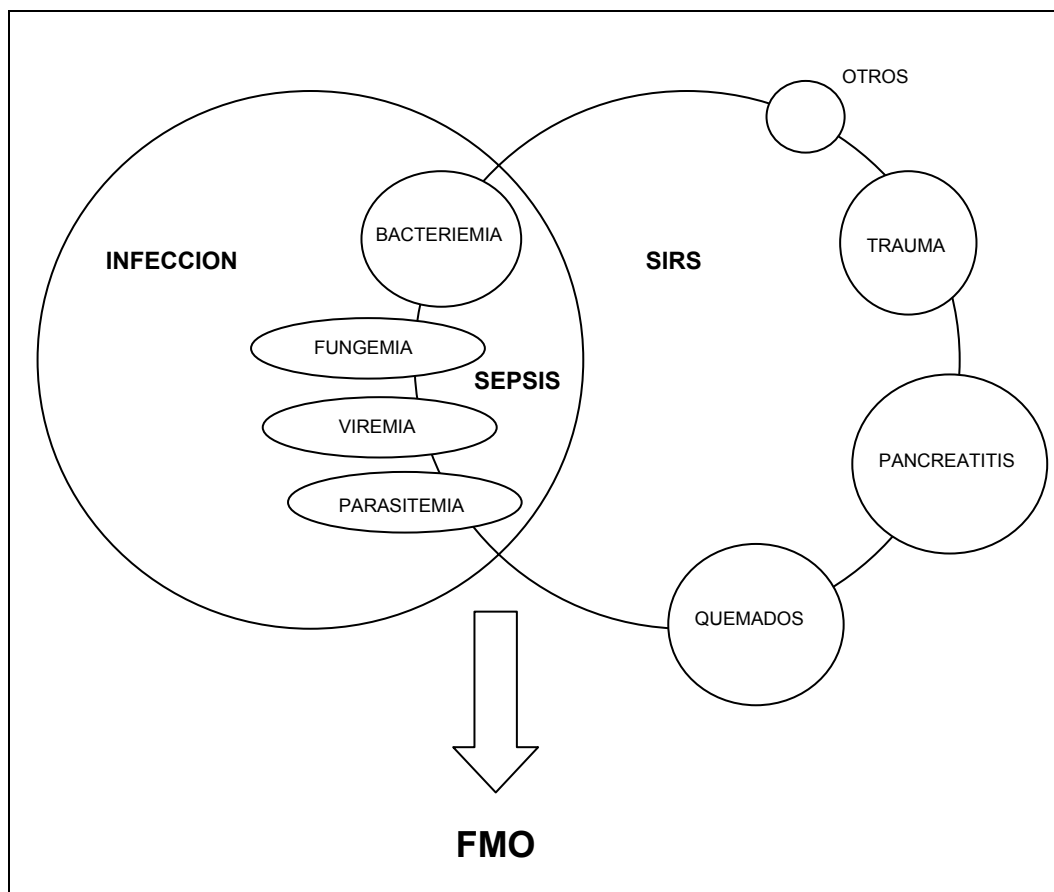 OTROS
BACTERIEMIA
TRAUMA
INFECCION
SIRS
FUNGEMIA
SEPSIS
VIREMIA
PANCREATITIS
PARASITEMIA
QUEMADOS
FMO